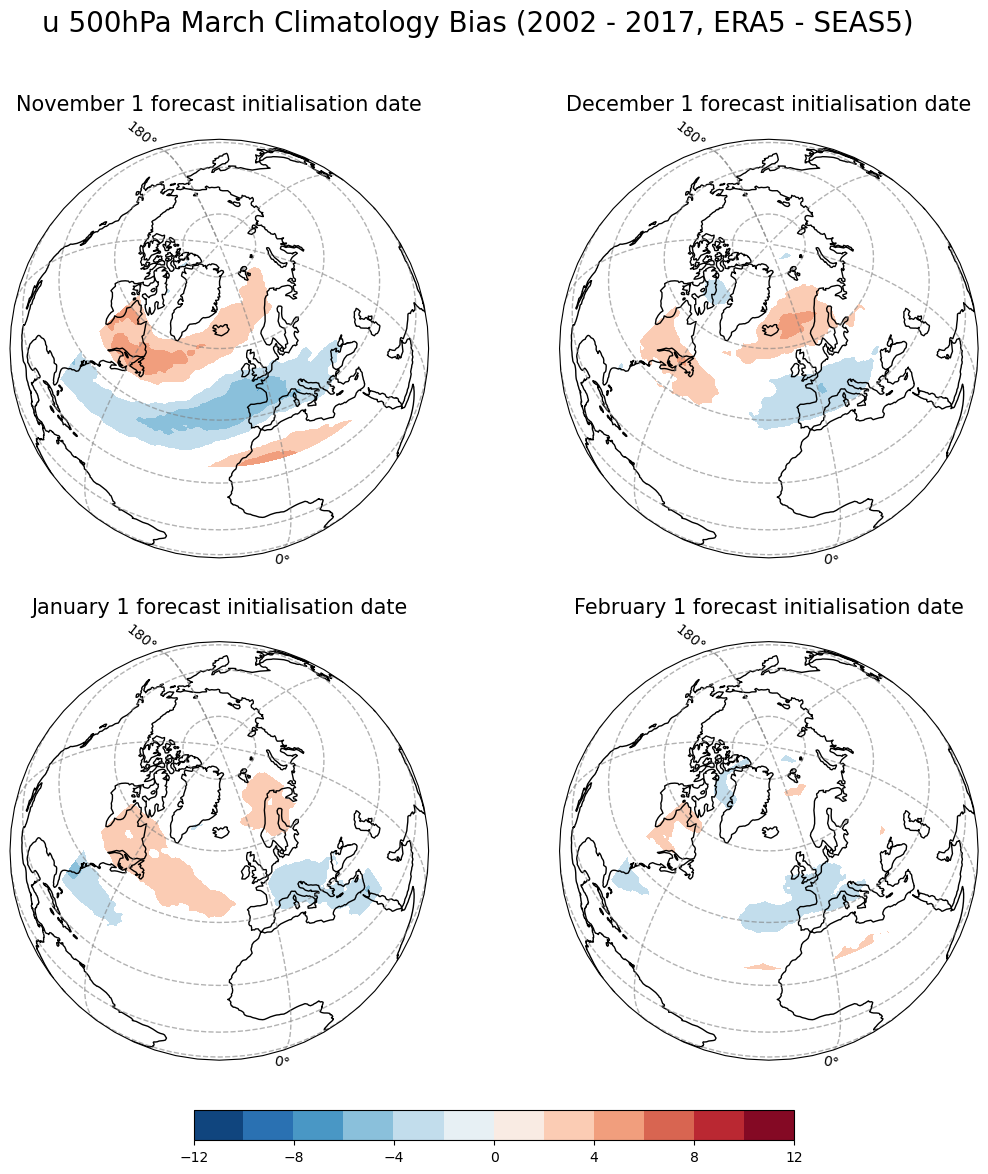 u 500hPa March Climatology Bias (2002 - 2017, ERA5 - SEAS5)
November 1 forecast initialisation date
December 1 forecast initialisation date
180°
180°
0°
0°
January 1 forecast initialisation date
February 1 forecast initialisation date
180°
180°
0°
0°
−12 −8 −4 0 4 8 12